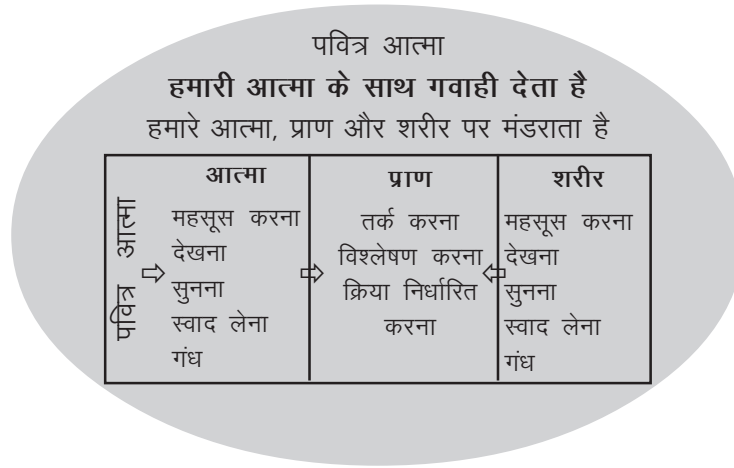 पवित्र आत्मा
हमारी आत्मा के साथ गवाही देता है
हमारे आत्मा, प्राण और शरीर पर मंडराता है
पवित्र आत्मा
आत्मा
महसूस करना
देखना
सुनना
स्वाद लेना
गंध
प्राण
तर्क करना
विश्लेषण करना
क्रिया निर्धारित
करना
शरीर
महसूस करना
देखना
सुनना
स्वाद लेना
गंध